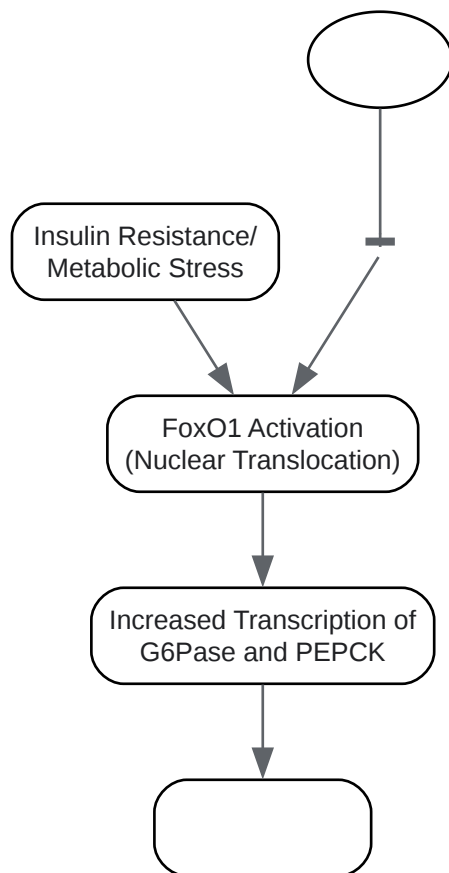 Insulin Resistance/
Metabolic Stress
FoxO1 Activation
(Nuclear Translocation)
Increased Transcription of
G6Pase and PEPCK